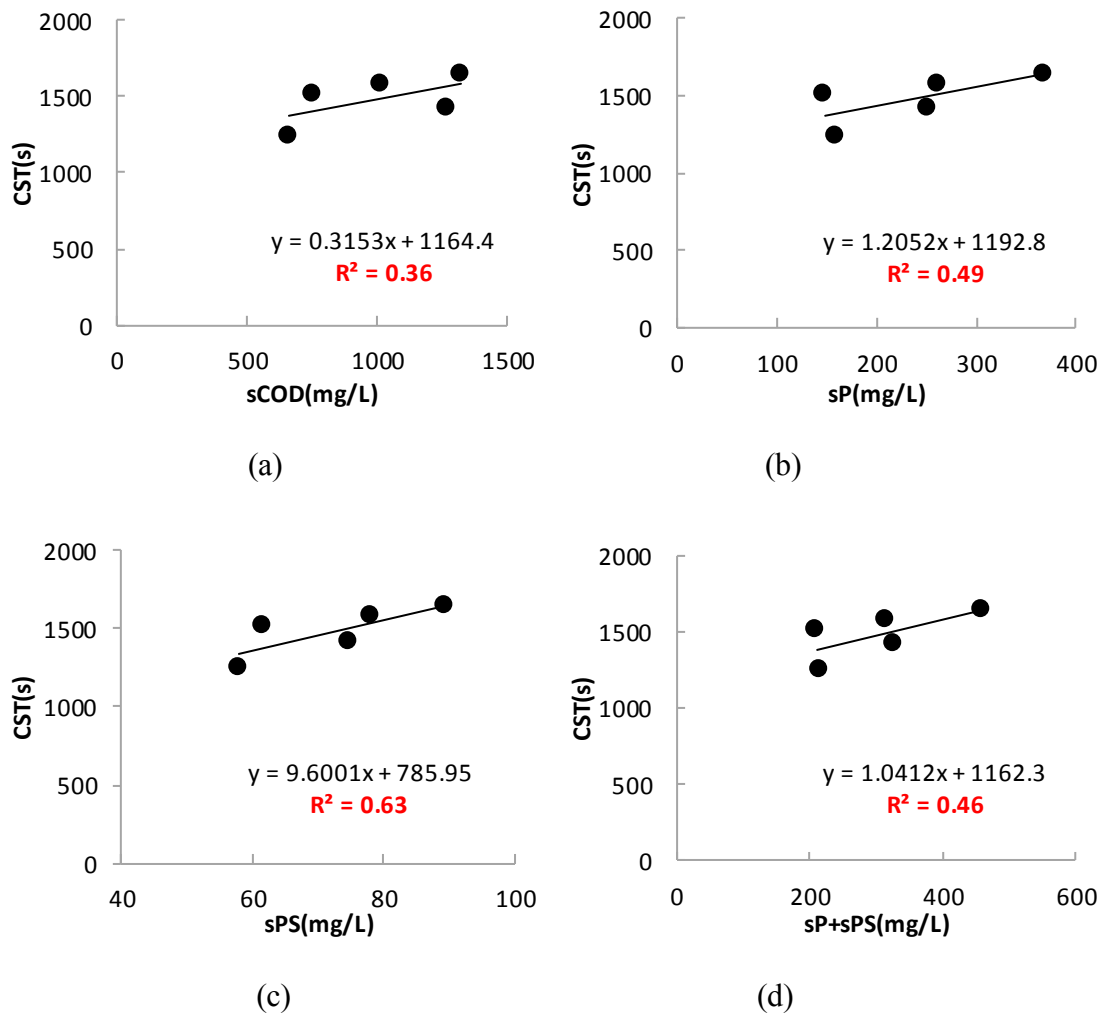 2000
1500
1000
500
0
CST(s)
y = 0.3153x + 1164.4
R² = 0.36
0 500 1000 1500
sCOD(mg/L)
(a)
2000
1500
1000
500
0
CST(s)
y = 1.2052x + 1192.8
R² = 0.49
0 100 200 300 400
sP(mg/L)
(b)
2000
1500
1000
500
0
CST(s)
y = 9.6001x + 785.95
R² = 0.63
40 60 80 100
sPS(mg/L)
(c)
2000
1500
1000
500
0
CST(s)
y = 1.0412x + 1162.3
R² = 0.46
0 200 400 600
sP+sPS(mg/L)
(d)